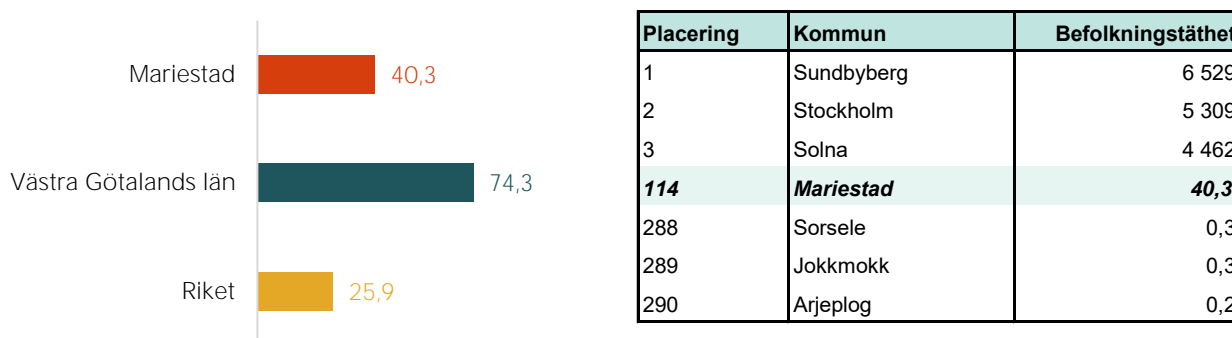 Mariestad 40,3
Västra Götalands län 74,3
Riket 25,9
Placering Kommun Befolkningstäthet
1 Sundbyberg 6 529
2 Stockholm 5 309
3 Solna 4 462
114 Mariestad 40,3
288 Sorsele 0,3
289 Jokkmokk 0,3
290 Arjeplog 0,2